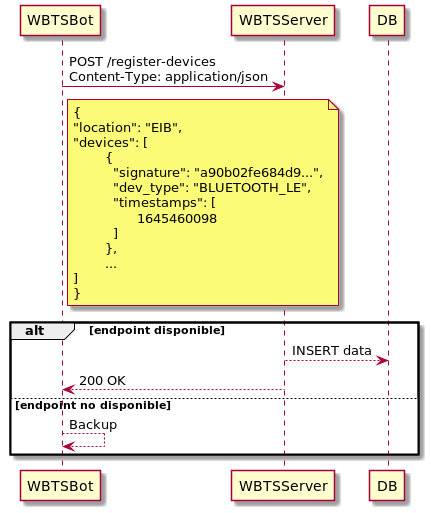 WBTSBot WBTSServer DB
POST /register-devices
Content-Type: application/json
{
"location": "EIB",
"devices": [
{
"signature": "a90b02fe684d9...",
"dev_type": "BLUETOOTH_LE",
"timestamps": [
1645460098
]
},
...
]
}
alt [endpoint disponible]
INSERT data
200 OK
[endpoint no disponible]
Backup
WBTSBot WBTSServer DB